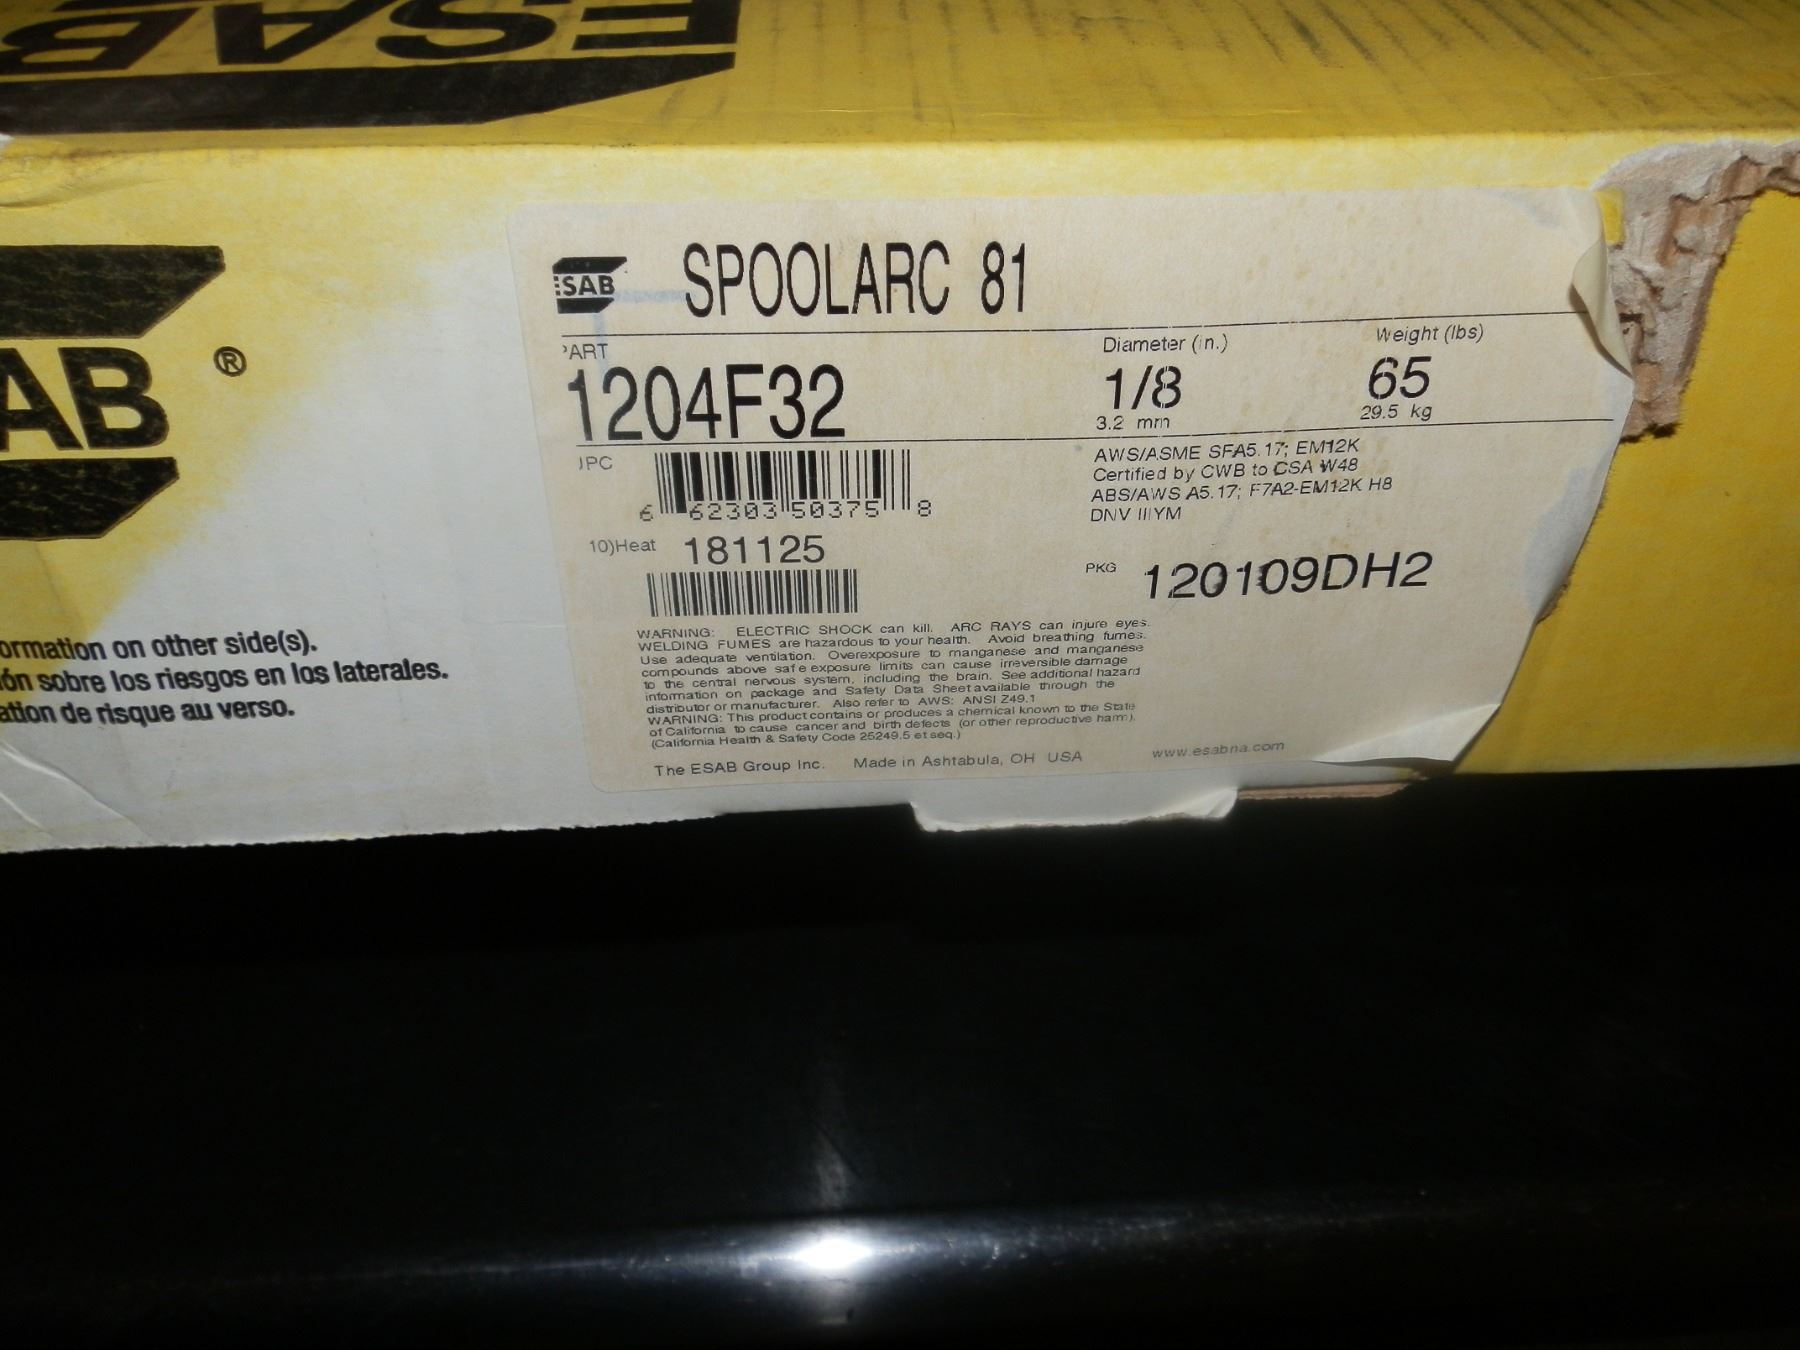 ESAB
AB ®
ormation on other side(s).
ión sobre los riesgos en los laterales.
ation de risque au verso.
ESAB SPOOLARC 81
PART
1204F32
Diameter (in.)
1/8
3.2 mm
Weight (lbs)
65
29.5 kg
UPC
6 62303 50375 8
AWS/ASME SFA5.17; EM12K
Certified by CWB to CSA W48
ABS/AWS A5.17; F7A2-EM12K H8
DNV IIIYM
10)Heat 181125
PKG 120109DH2
WARNING: ELECTRIC SHOCK can kill. ARC RAYS can injure eyes.
WELDING FUMES are hazardous to your health. Avoid breathing fumes.
Use adequate ventilation. Overexposure to manganese and manganese
compounds above safe exposure limits can cause irreversible damage
to the central nervous system, including the brain. See additional hazard
information on package and Safety Data Sheet available through the
distributor or manufacturer. Also refer to AWS: ANSI Z49.1
WARNING: This product contains or produces a chemical known to the State
of California to cause cancer and birth defects (or other reproductive harm).
(California Health & Safety Code 25249.5 et seq.)
The ESAB Group Inc. Made in Ashtabula, OH USA www.esabna.com